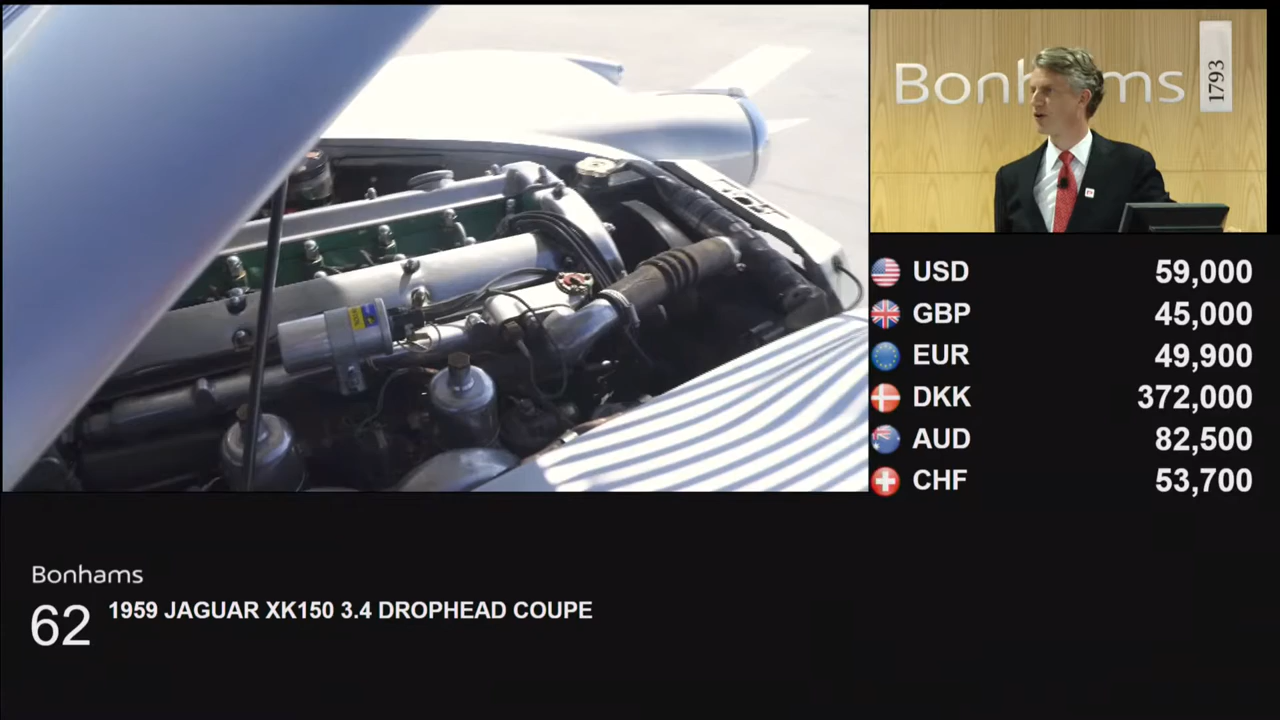 Bonhams
1793
USD 59,000
GBP 45,000
EUR 49,900
DKK 372,000
AUD 82,500
CHF 53,700
Bonhams
62 1959 JAGUAR XK150 3.4 DROPHEAD COUPE